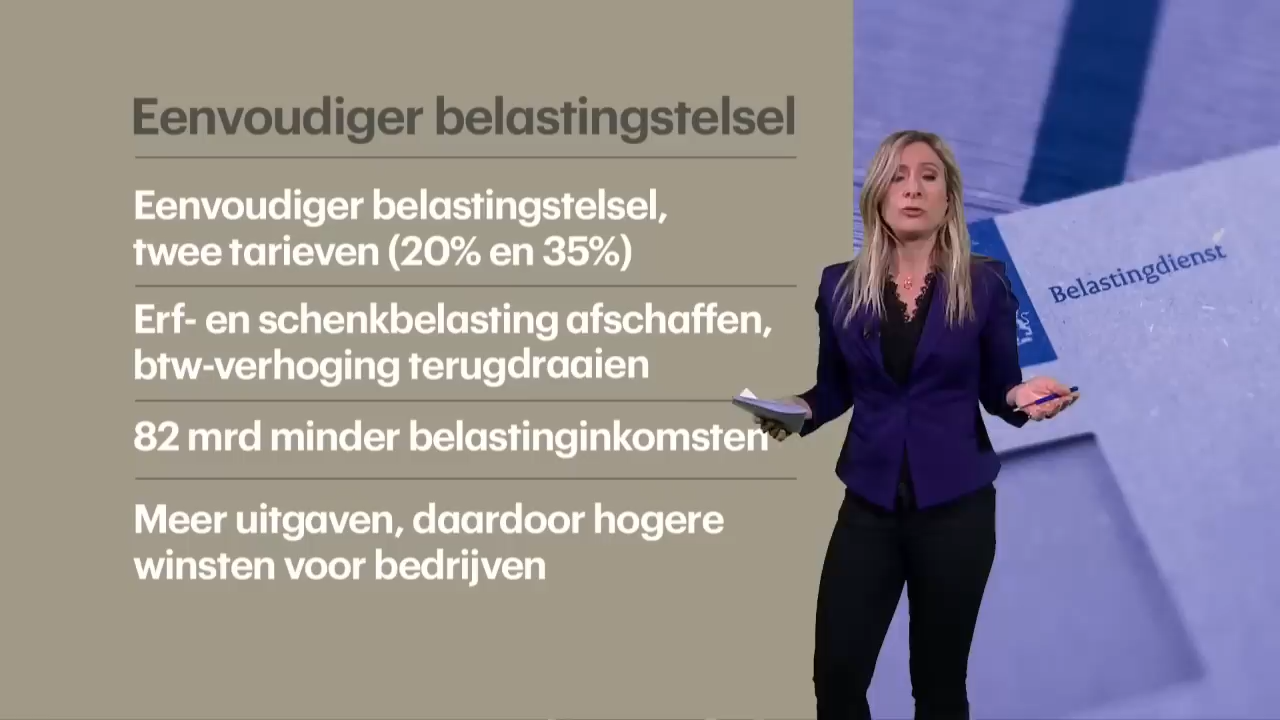 Eenvoudiger belastingstelsel
Eenvoudiger belastingstelsel,
twee tarieven (20% en 35%)
Erf- en schenkbelasting afschaffen,
btw-verhoging terugdraaien
82 mrd minder belastinginkomsten
Meer uitgaven, daardoor hogere
winsten voor bedrijven
Belastingdienst